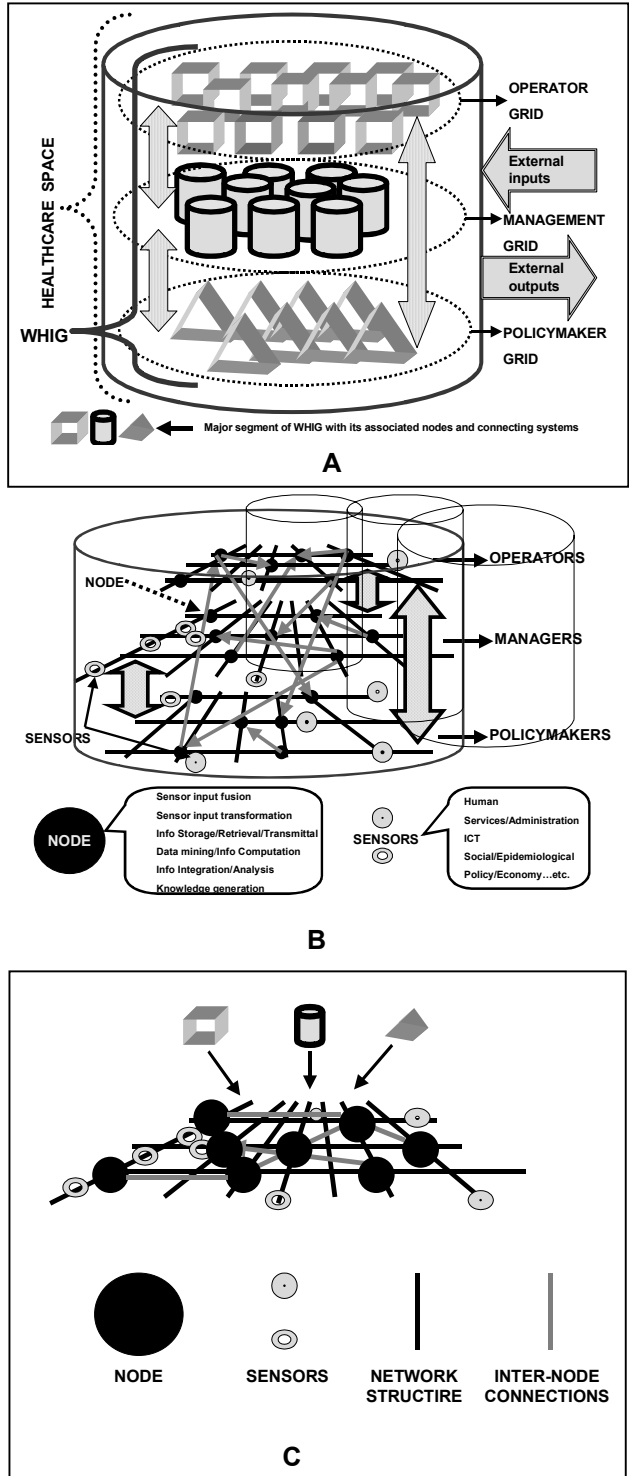 HEALTHCARE SPACE
WHIG
OPERATOR
GRID
External
inputs
MANAGEMENT
GRID
External
outputs
POLICYMAKER
GRID
Major segment of WHIG with its associated nodes and connecting systems
A
NODE
OPERATORS
MANAGERS
SENSORS
POLICYMAKERS
NODE
Sensor input fusion
Sensor input transformation
Info Storage/Retrieval/Transmittal
Data mining/Info Computation
Info Integration/Analysis
Knowledge generation
SENSORS
Human
Services/Administration
ICT
Social/Epidemiological
Policy/Economy…etc.
B
NODE
SENSORS
NETWORK
STRUCTIRE
INTER-NODE
CONNECTIONS
C